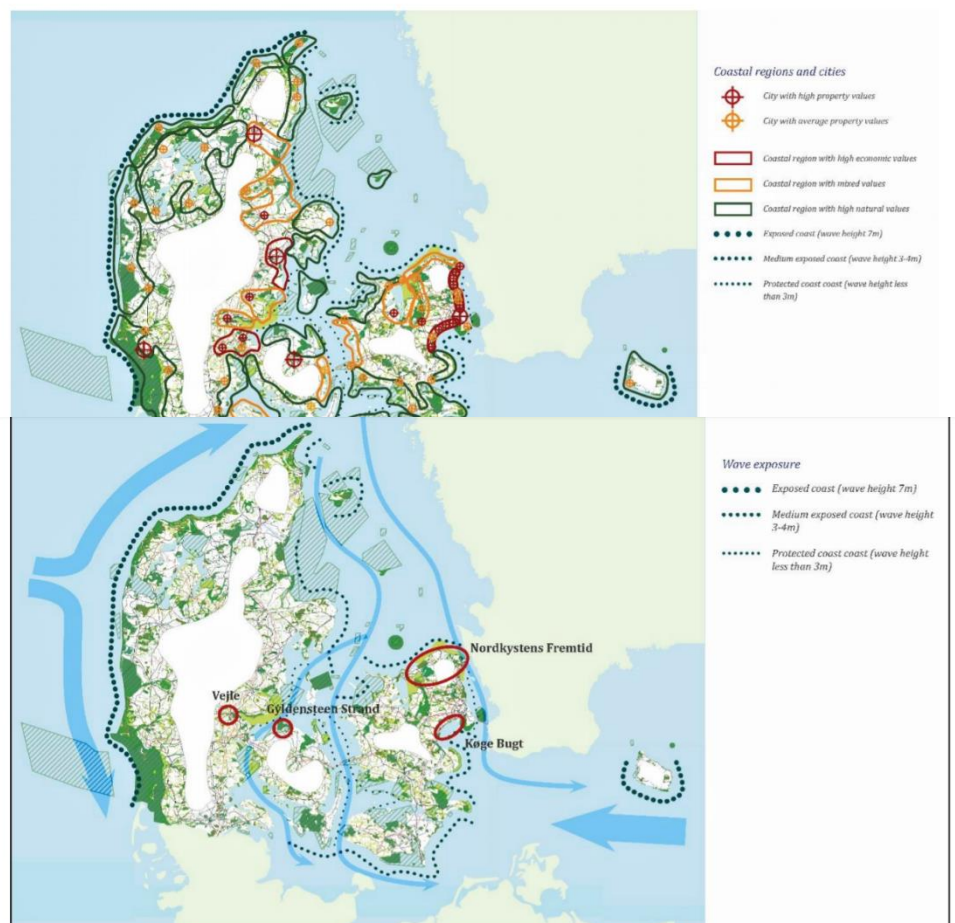 Coastal regions and cities
City with high property values
City with average property values
Coastal region with high economic values
Coastal region with mixed values
Coastal region with high natural values
Exposed coast (wave height 7m)
Medium exposed coast (wave height 3-4m)
Protected coast coast (wave height less
than 3m)
Wave exposure
Exposed coast (wave height 7m)
Medium exposed coast (wave height
3-4m)
Protected coast coast (wave height
less than 3m)
Nordkystens Fremtid
Vejle
Gyldensteen Strand
Køge Bugt